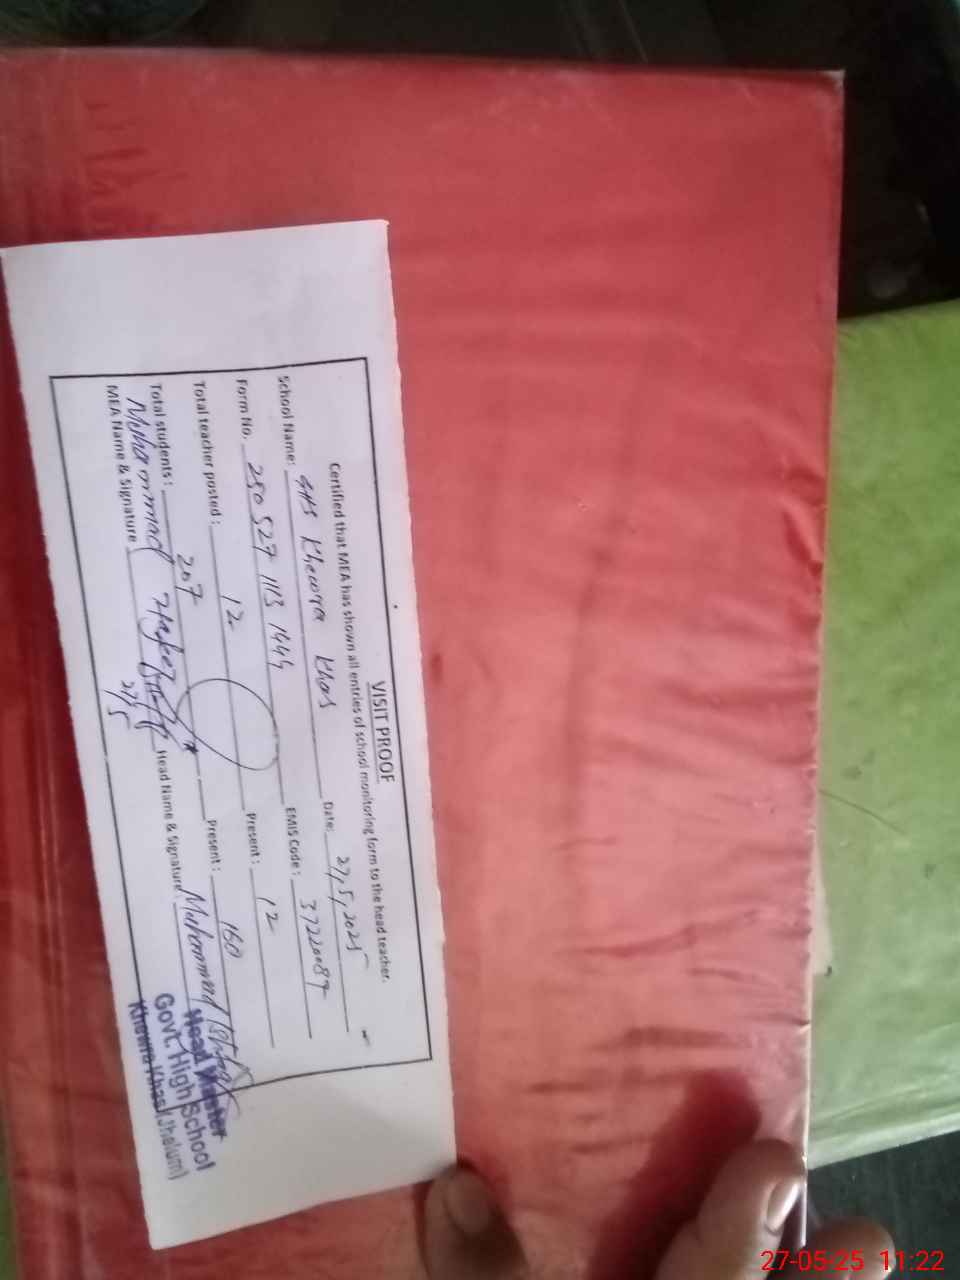 VISIT PROOF
Certified that MEA has shown all entries of school monitoring form to the head teacher.
School Name: GHS Khewra Khas Date: 27,5,2025
Form No. 250527 1113 1444 EMIS Code: 37220089
Total teacher posted: 12 Present: 12
Total students: 207 Present: 160
MEA Name & Signature Muhammad Hafeez 27/5 Head Name & Signature Muhammad
Head Master
Govt. High School
Khewra Khas (Jhelum)
27-05-25 11:22